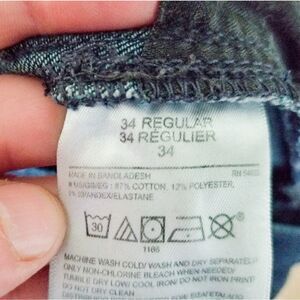 34 REGULAR
34 RÉGULIER
34
MADE IN BANGLADESH
RN 54023
87% COTTON, 12% POLYESTER,
SPANDEX/ELASTANE
30
MACHINE WASH COLD/ WASH AND DRY SEPARATELY
ONLY NON-CHLORINE BLEACH WHEN NEEDED/
TUMBLE DRY LOW/ COOL IRON/ DO NOT IRON
DO NOT DRY CLEAN